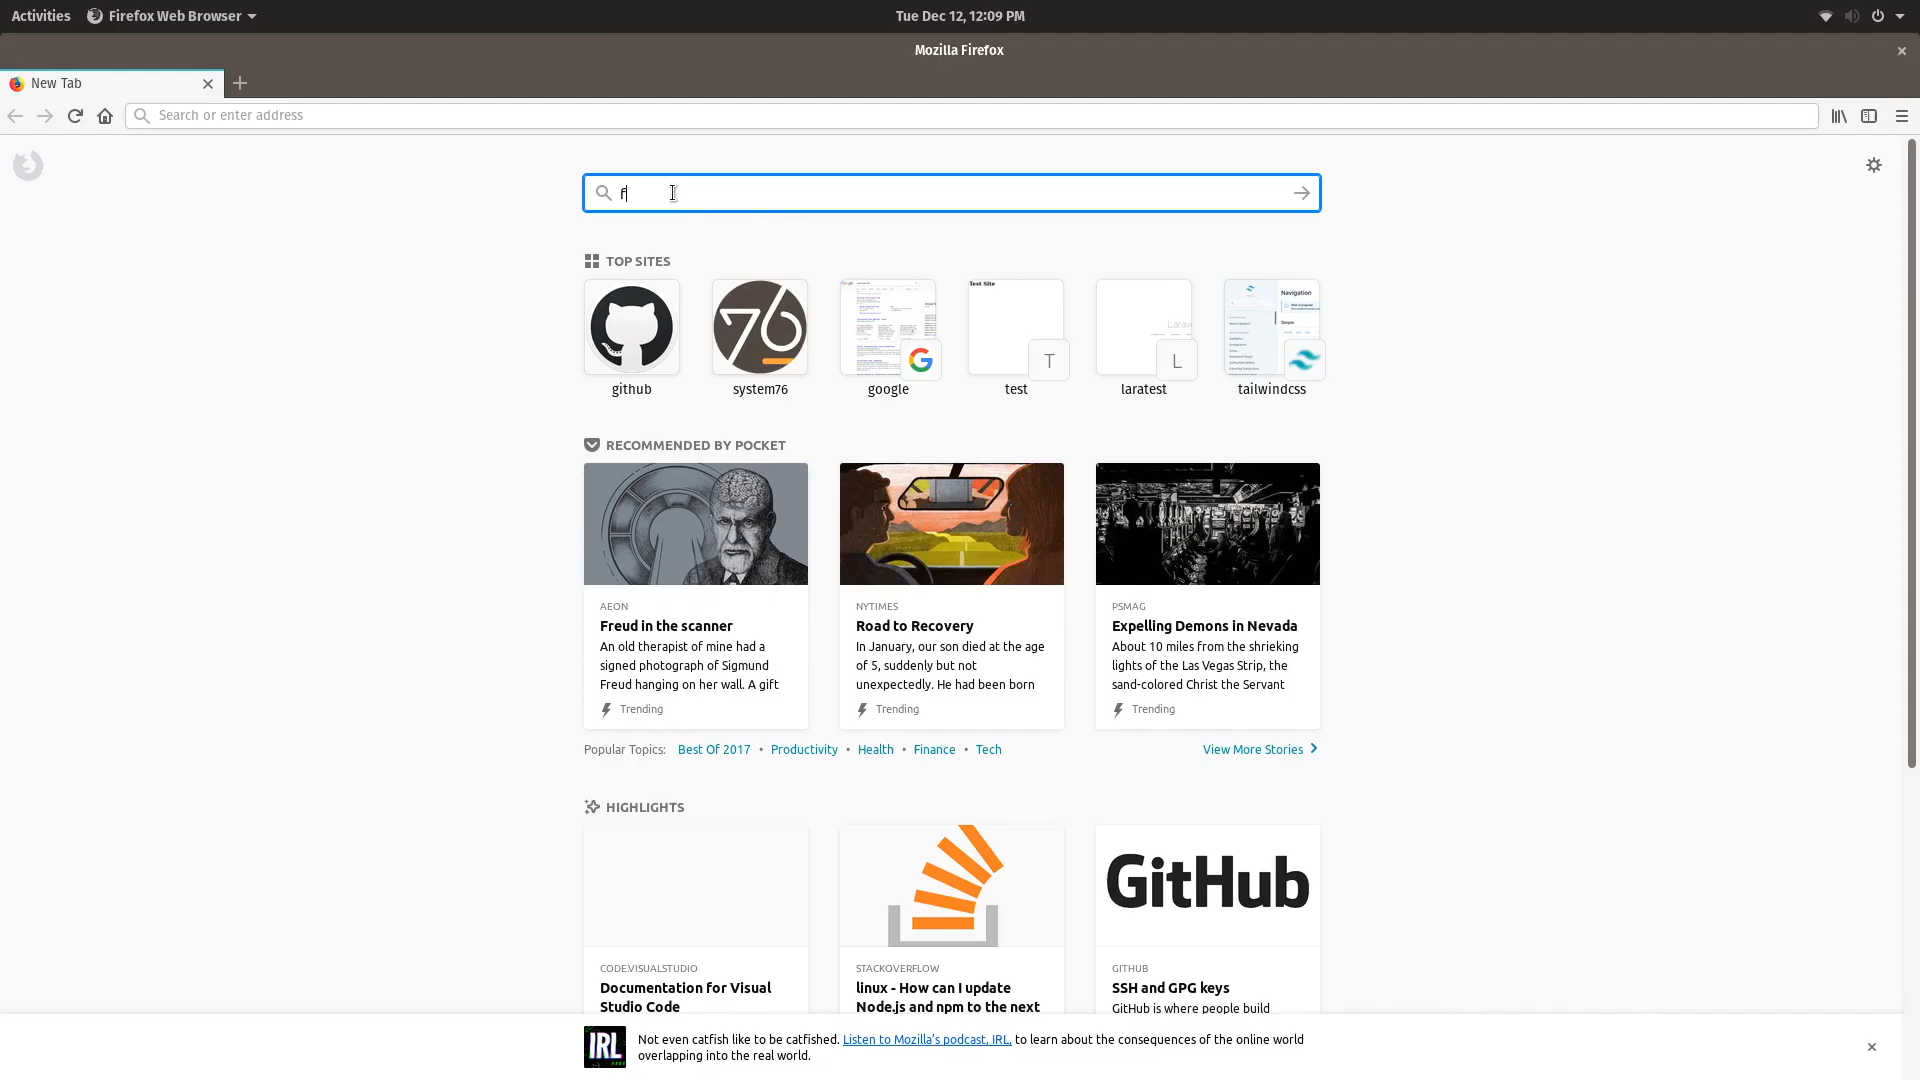 Activities Firefox Web Browser Tue Dec 12, 12:09 PM
Mozilla Firefox
New Tab
Search or enter address
f
TOP SITES
Test Site
Navigation
76
T
L
github system76 google test laratest tailwindcss
RECOMMENDED BY POCKET
AEON
Freud in the scanner
An old therapist of mine had a
signed photograph of Sigmund
Freud hanging on her wall. A gift
Trending
NYTIMES
Road to Recovery
In January, our son died at the age
of 5, suddenly but not
unexpectedly. He had been born
Trending
PSMAG
Expelling Demons in Nevada
About 10 miles from the shrieking
lights of the Las Vegas Strip, the
sand-colored Christ the Servant
Trending
Popular Topics: Best Of 2017 • Productivity • Health • Finance • Tech View More Stories
HIGHLIGHTS
CODE.VISUALSTUDIO
Documentation for Visual
Studio Code
STACKOVERFLOW
linux - How can I update
Node.js and npm to the next
GitHub
GITHUB
SSH and GPG keys
GitHub is where people build
IRL
Not even catfish like to be catfished. Listen to Mozilla's podcast, IRL, to learn about the consequences of the online world
overlapping into the real world.